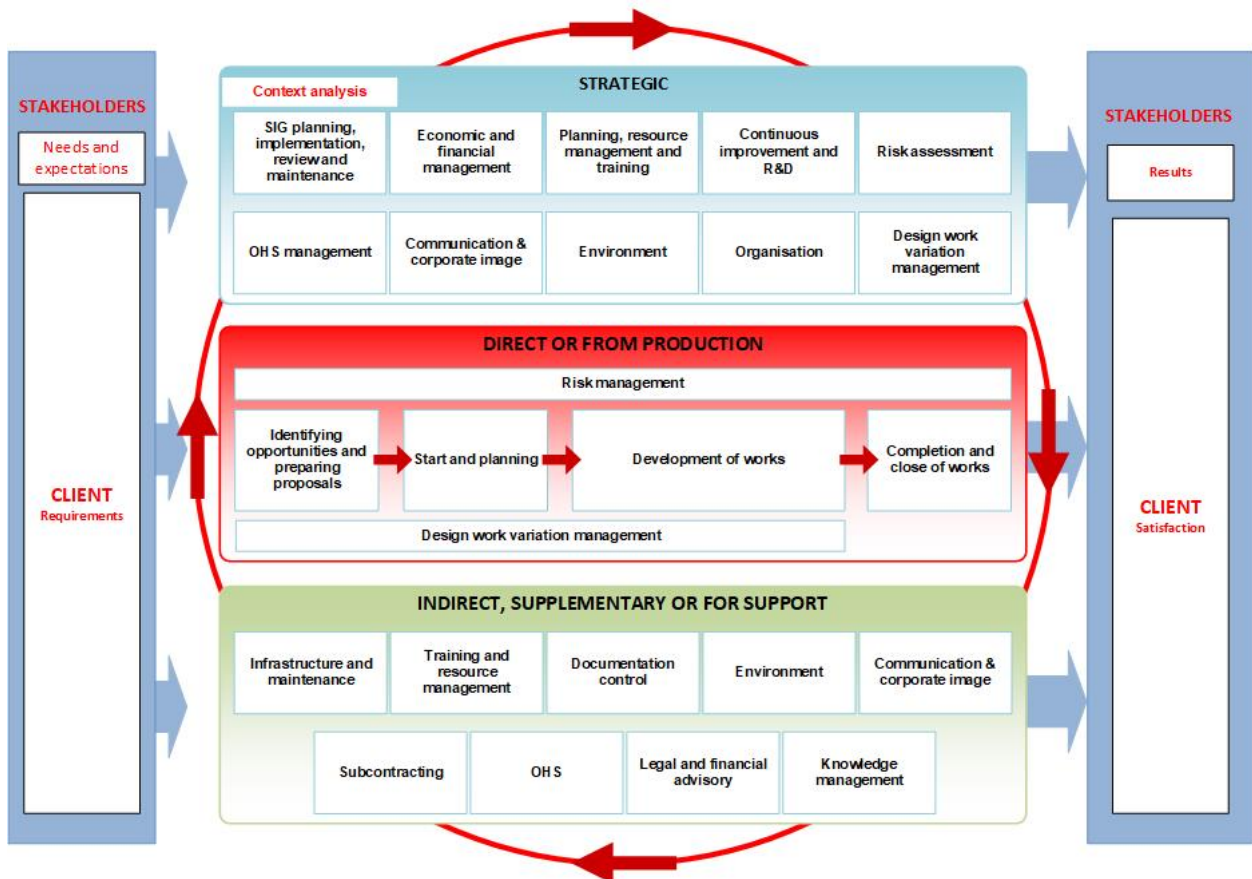 STAKEHOLDERS
Needs and
expectations
CLIENT
Requirements
STRATEGIC
Context analysis
SIG planning,
implementation,
review and
maintenance
Economic and
financial
management
Planning, resource
management and
training
Continuous
improvement and
R&D
Risk assessment
OHS management
Communication &
corporate image
Environment
Organisation
Design work
variation
management
DIRECT OR FROM PRODUCTION
Risk management
Identifying
opportunities and
preparing
proposals
Start and planning
Development of works
Completion and
close of works
Design work variation management
INDIRECT, SUPPLEMENTARY OR FOR SUPPORT
Infrastructure and
maintenance
Training and
resource
management
Documentation
control
Environment
Communication &
corporate image
Subcontracting
OHS
Legal and financial
advisory
Knowledge
management
STAKEHOLDERS
Results
CLIENT
Satisfaction